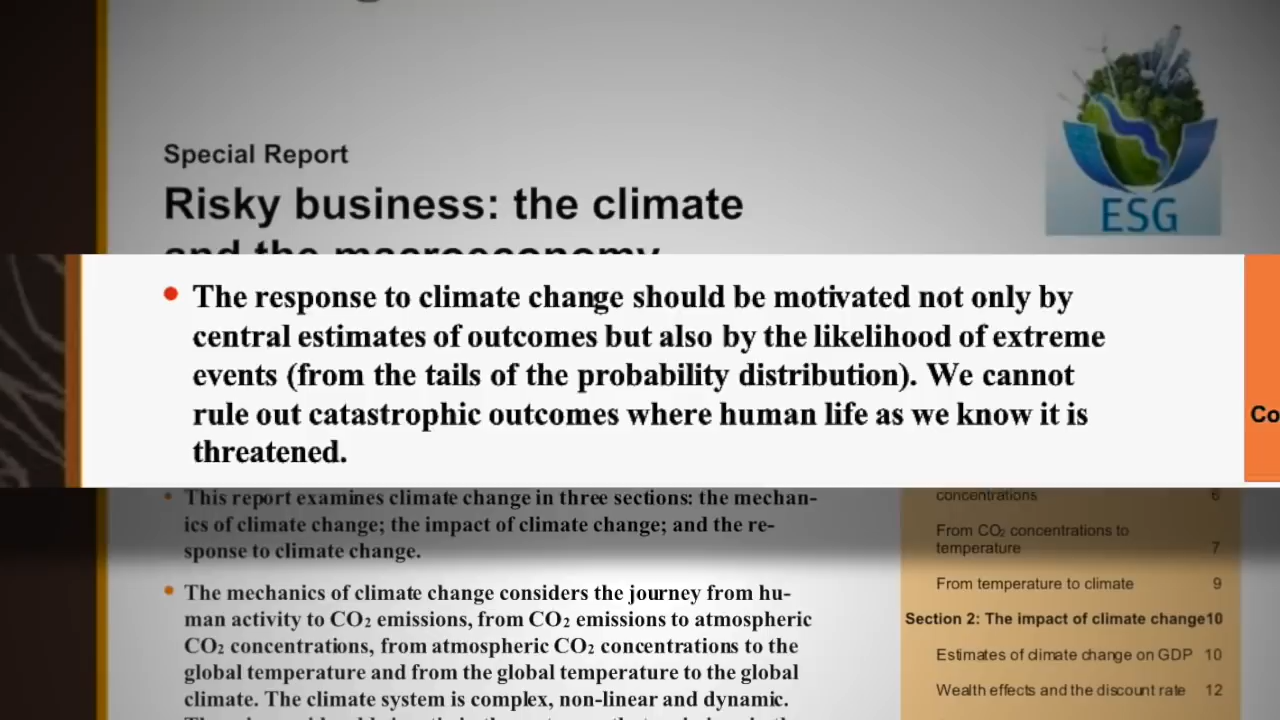 Special Report
ESG
Risky business: the climate
and the macroeconomy
The response to climate change should be motivated not only by
central estimates of outcomes but also by the likelihood of extreme
events (from the tails of the probability distribution). We cannot
rule out catastrophic outcomes where human life as we know it is
threatened.
Co
• This report examines climate change in three sections: the mechan-
ics of climate change; the impact of climate change; and the re-
sponse to climate change.
• The mechanics of climate change considers the journey from hu-
man activity to CO₂ emissions, from CO₂ emissions to atmospheric
CO₂ concentrations, from atmospheric CO₂ concentrations to the
global temperature and from the global temperature to the global
climate. The climate system is complex, non-linear and dynamic.
concentrations 6
From CO₂ concentrations to
temperature 7
From temperature to climate 9
Section 2: The impact of climate change10
Estimates of climate change on GDP 10
Wealth effects and the discount rate 12